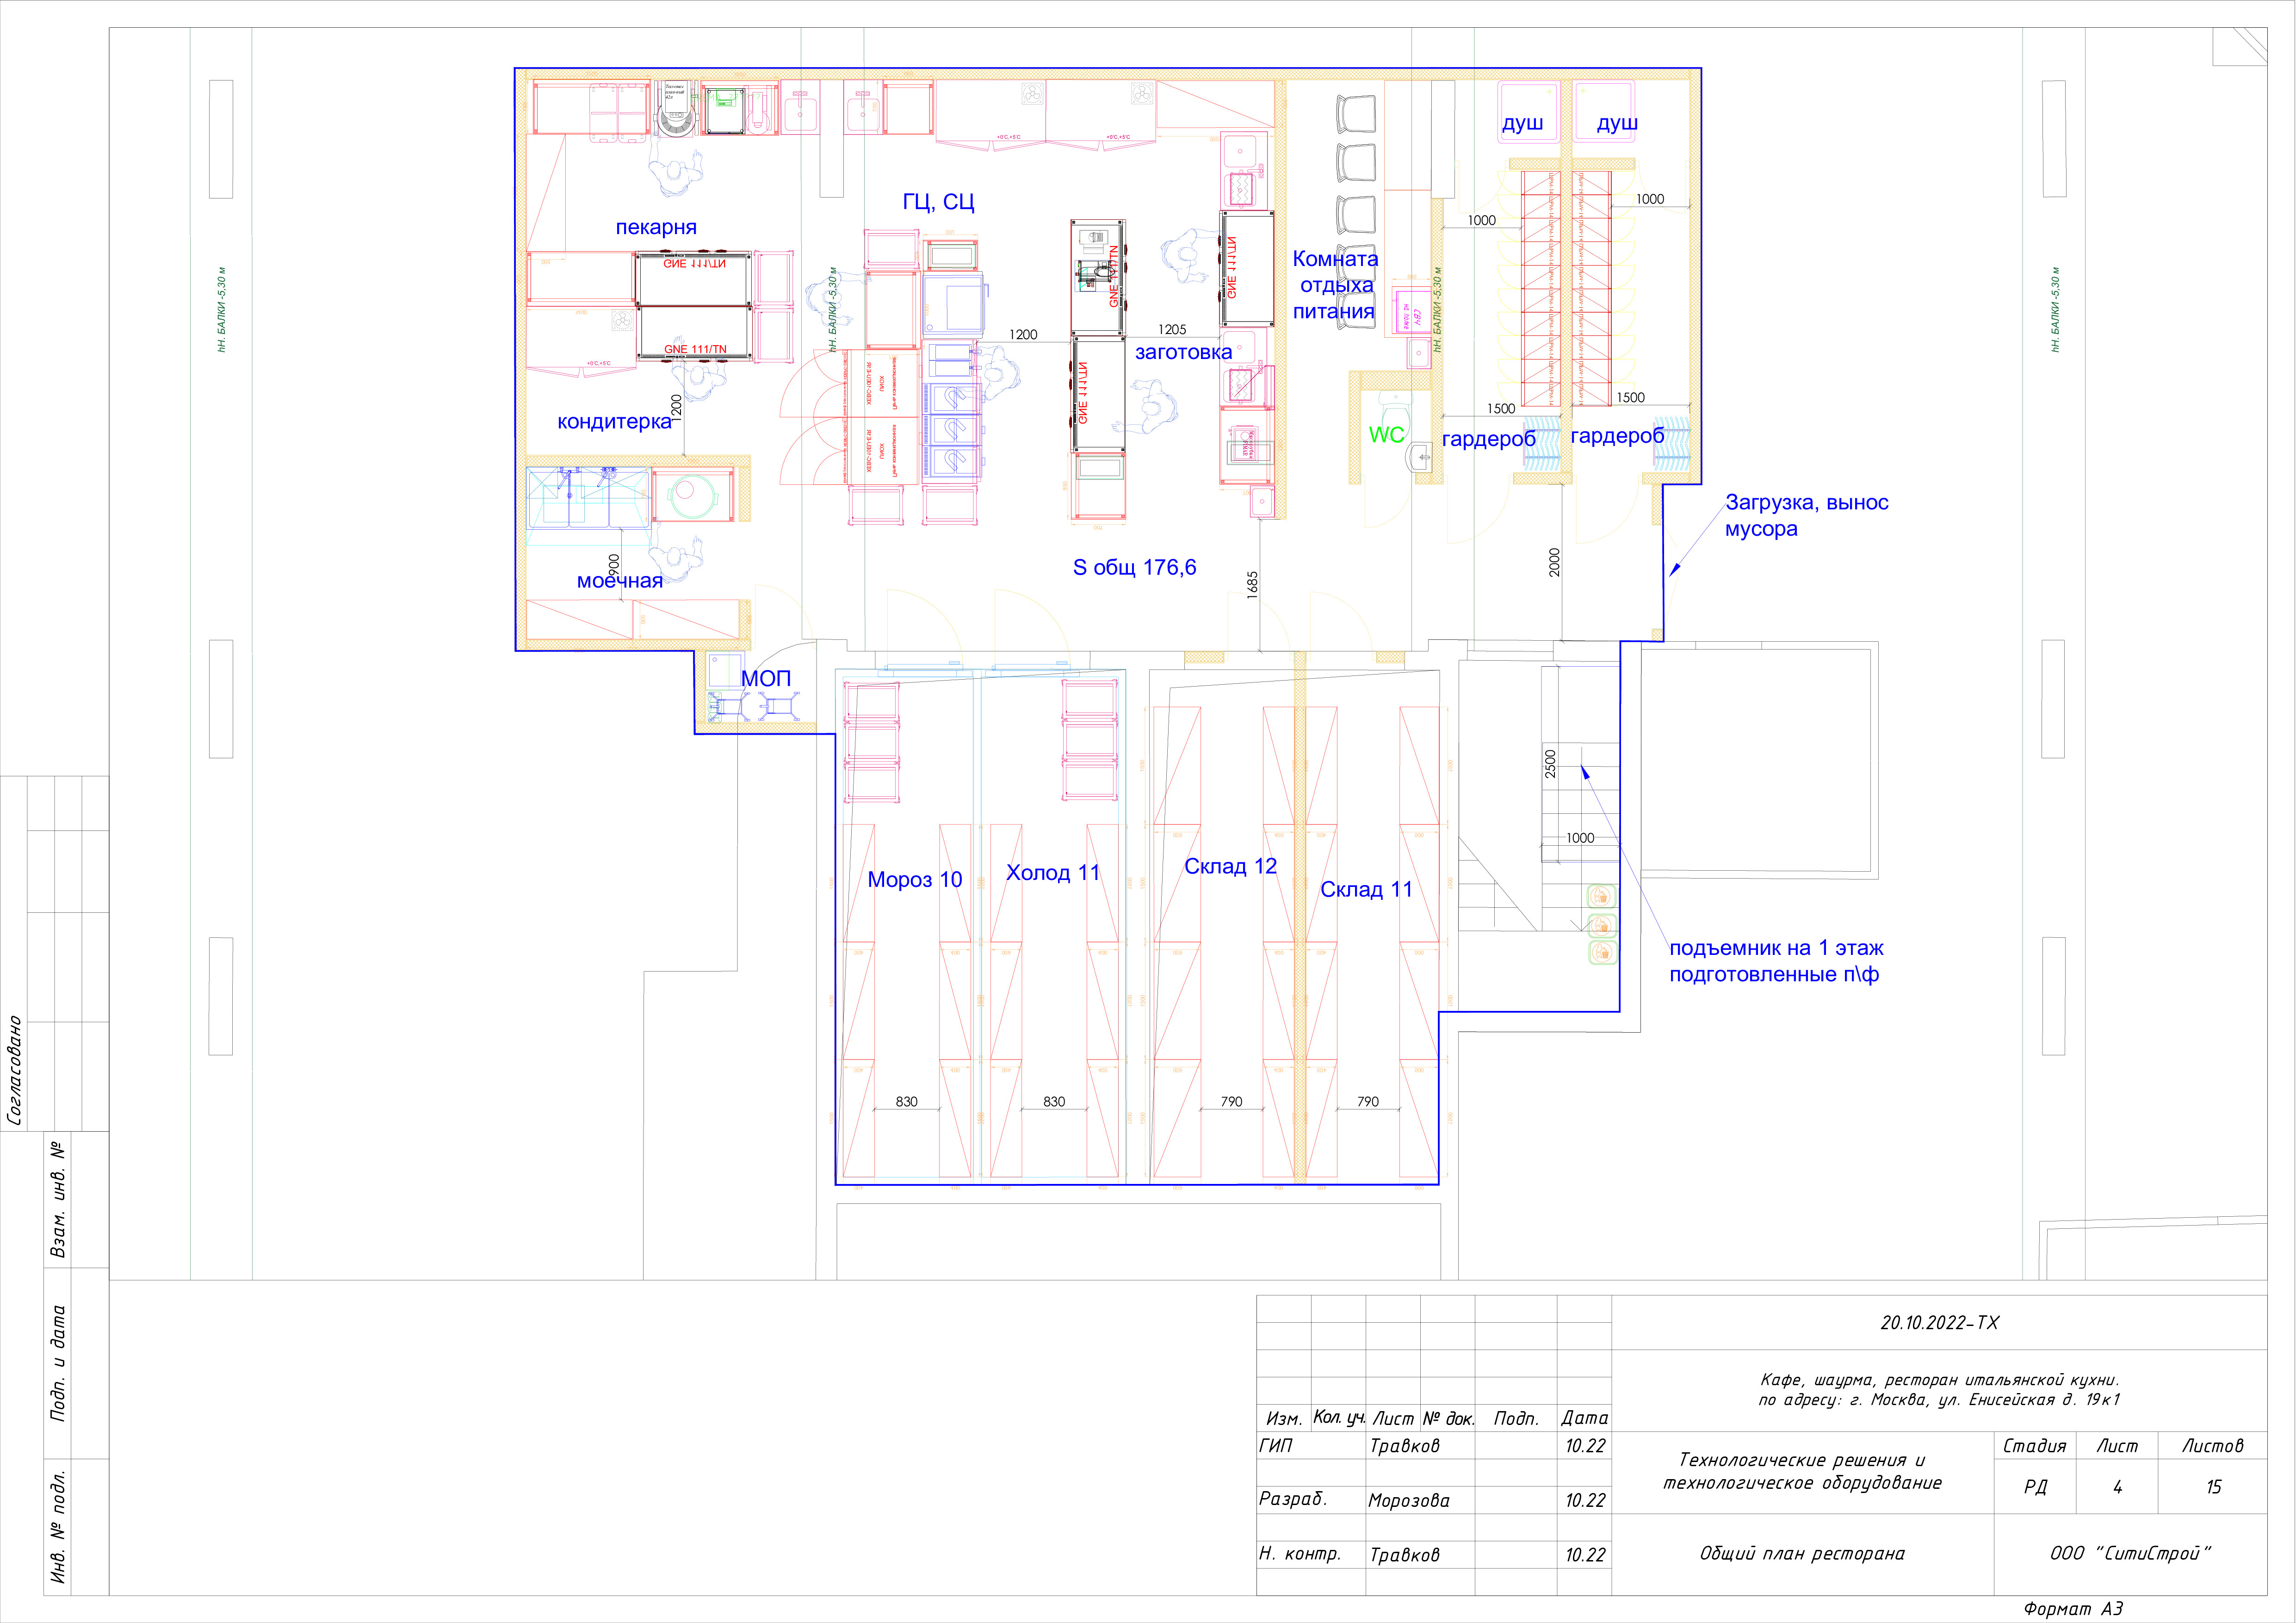 душ
душ
ГЦ, СЦ
пекарня
1000
1000
hН. БАЛКИ -5,30 м
hН. БАЛКИ -5,30 м
hН. БАЛКИ -5,30 м
hН. БАЛКИ -5,30 м
GNE 111/TN
GNE 111/TN
GNE 111/TN
GNE 111/TN
GNE 111/TN
+0°C,+5°C
+0°C,+5°C
+0°C,+5°C
Комната
отдыха
питания
1200
1205
заготовка
кондитерка
1200
1500
1500
WC
гардероб
гардероб
Загрузка, вынос
мусора
900
моечная
S общ 176,6
1685
2000
МОП
2500
1000
Мороз 10
Холод 11
Склад 12
Склад 11
подъемник на 1 этаж
подготовленные п\ф
830
830
790
790
Согласовано
Взам. инв. №
Подп. и дата
Инв. № подл.
20.10.2022-ТХ
Кафе, шаурма, ресторан итальянской кухни.
по адресу: г. Москва, ул. Енисейская д. 19к1
Изм. Кол. уч. Лист № док. Подп. Дата
ГИП Травков 10.22
Разраб. Морозова 10.22
Н. контр. Травков 10.22
Технологические решения и
технологическое оборудование
Стадия Лист Листов
РД 4 15
Общий план ресторана
ООО "СитиСтрой"
Формат А3